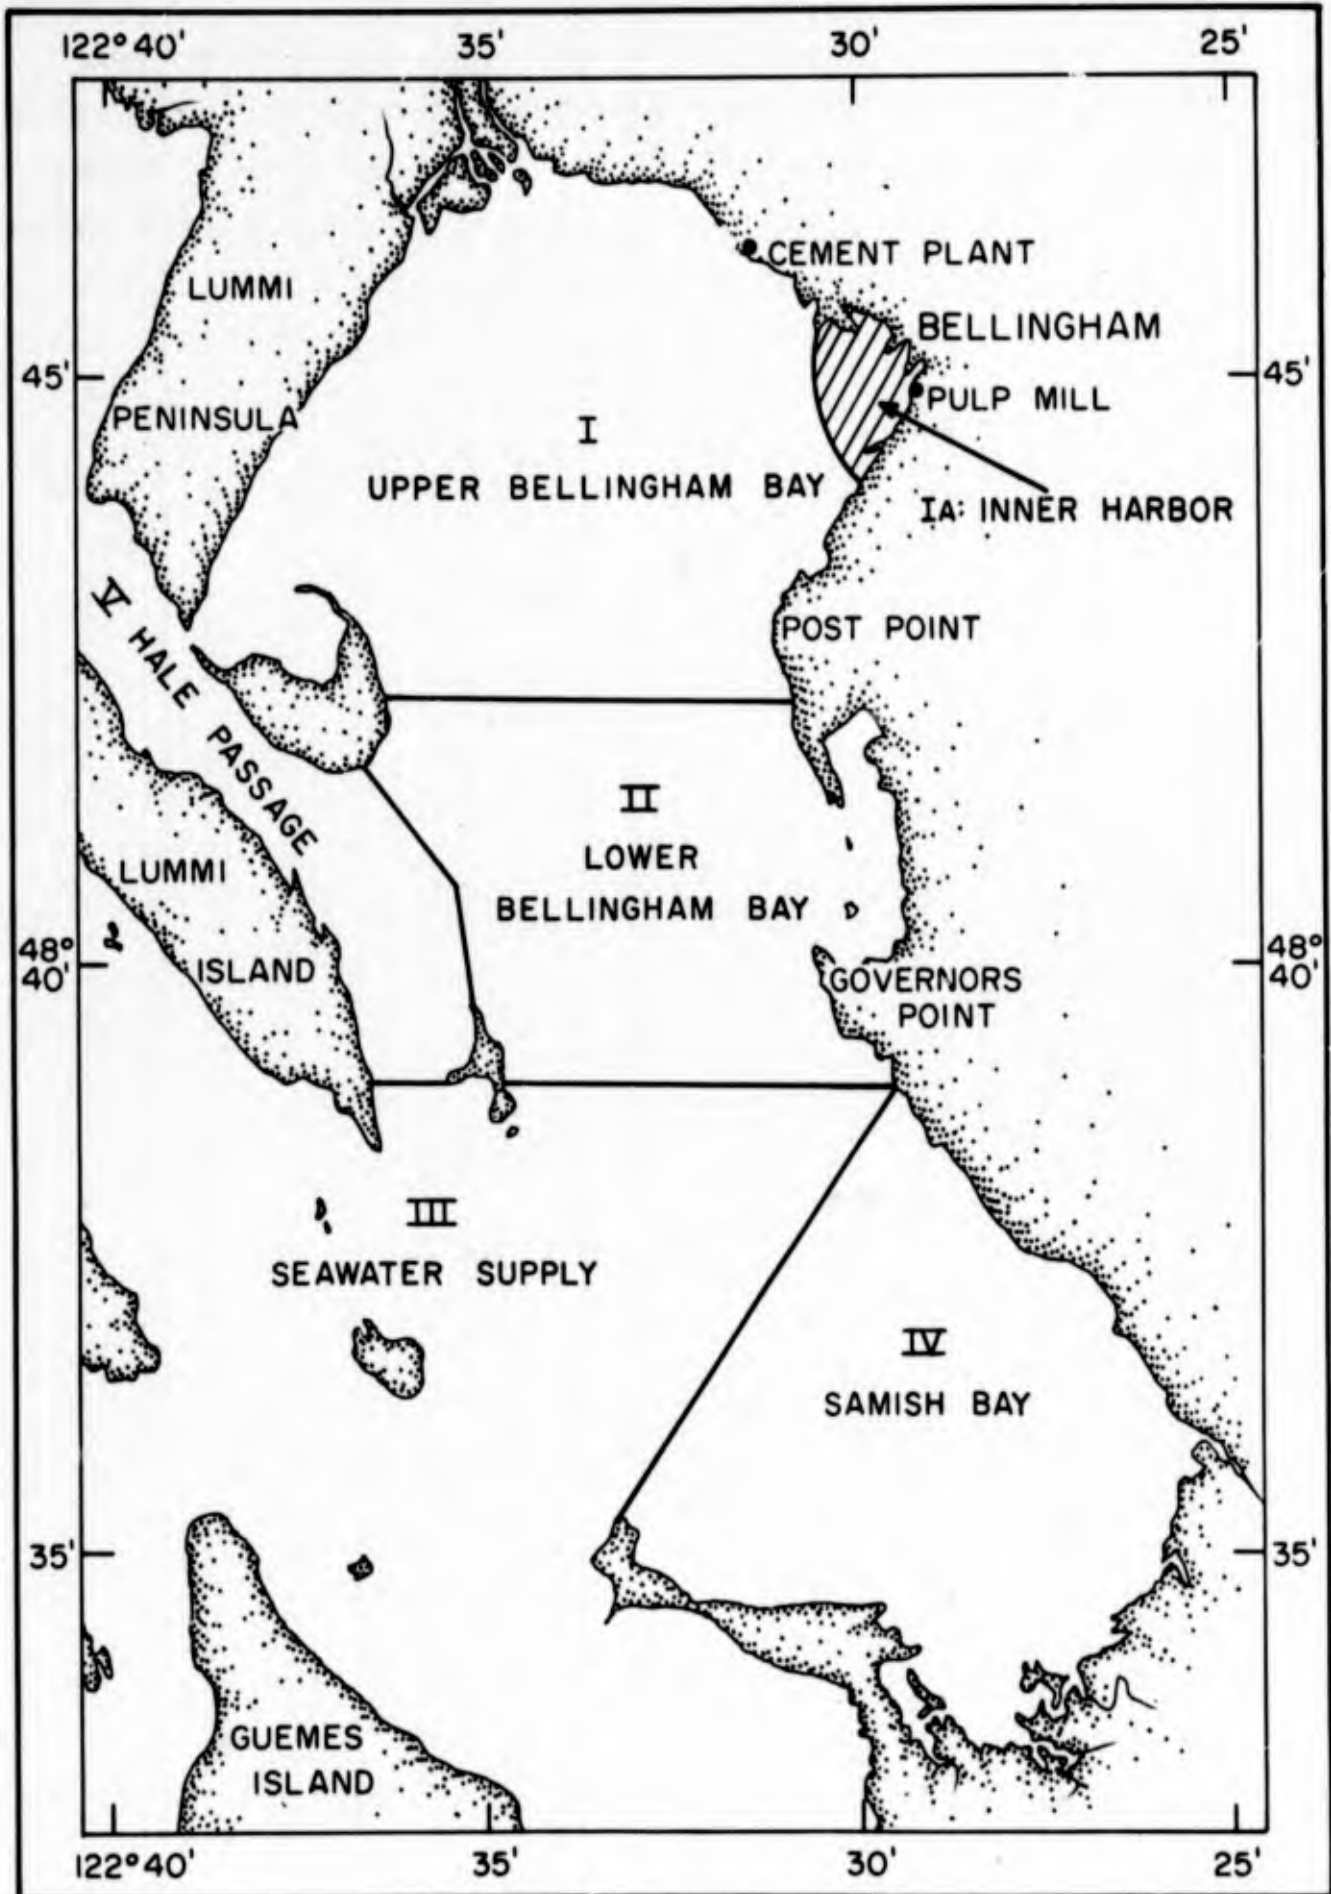 122°40'
35'
30'
25'
CEMENT PLANT
LUMMI
BELLINGHAM
45'
45'
PULP MILL
PENINSULA
I
UPPER BELLINGHAM BAY
IA: INNER HARBOR
V HALE PASSAGE
POST POINT
II
LOWER
BELLINGHAM BAY
LUMMI
ISLAND
48°
40'
48°
40'
GOVERNORS
POINT
III
SEAWATER SUPPLY
IV
SAMISH BAY
35'
35'
GUEMES
ISLAND
122°40'
35'
30'
25'